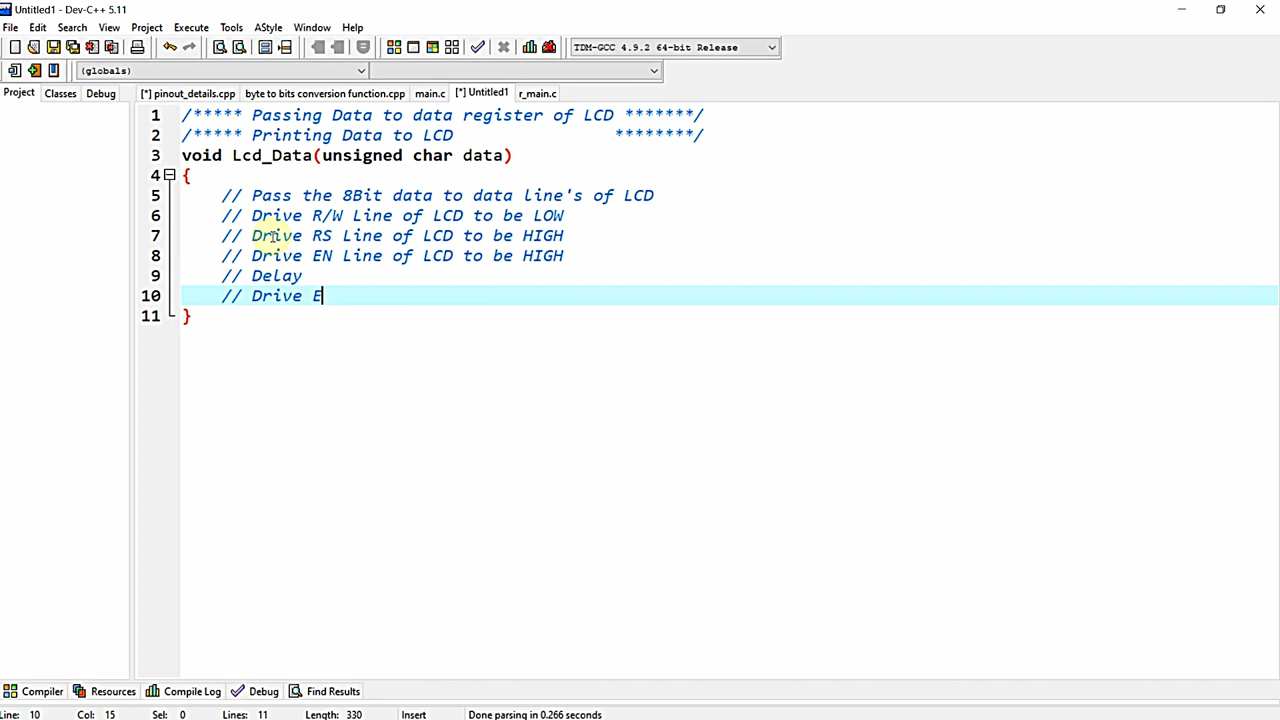 Untitled1 - Dev-C++ 5.11
File Edit Search View Project Execute Tools AStyle Window Help
TDM-GCC 4.9.2 64-bit Release
(globals)
Project Classes Debug [*] pinout_details.cpp byte to bits conversion function.cpp main.c [*] Untitled1 r_main.c
1 /***** Passing Data to data register of LCD *******/
2 /***** Printing Data to LCD ********/
3 void Lcd_Data(unsigned char data)
4 {
5 // Pass the 8Bit data to data line's of LCD
6 // Drive R/W Line of LCD to be LOW
7 // Drive RS Line of LCD to be HIGH
8 // Drive EN Line of LCD to be HIGH
9 // Delay
10 // Drive E
11 }
Compiler Resources Compile Log Debug Find Results
Line: 10 Col: 15 Sel: 0 Lines: 11 Length: 330 Insert Done parsing in 0.266 seconds